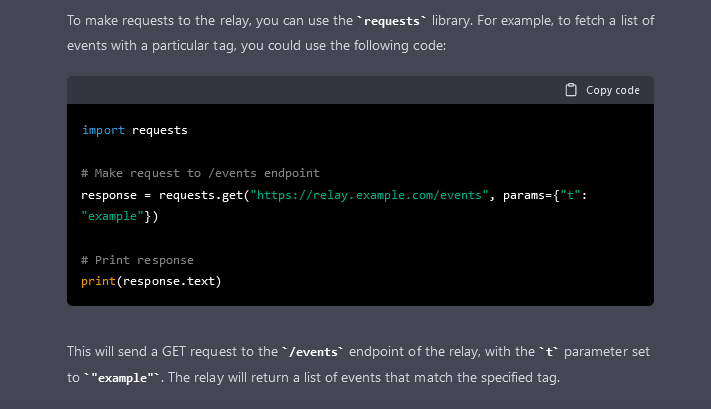 To make requests to the relay, you can use the `requests` library. For example, to fetch a list of
events with a particular tag, you could use the following code:
Copy code
import requests
# Make request to /events endpoint
response = requests.get("https://relay.example.com/events", params={"t":
"example"})
# Print response
print(response.text)
This will send a GET request to the `/events` endpoint of the relay, with the `t` parameter set
to `"example"`. The relay will return a list of events that match the specified tag.